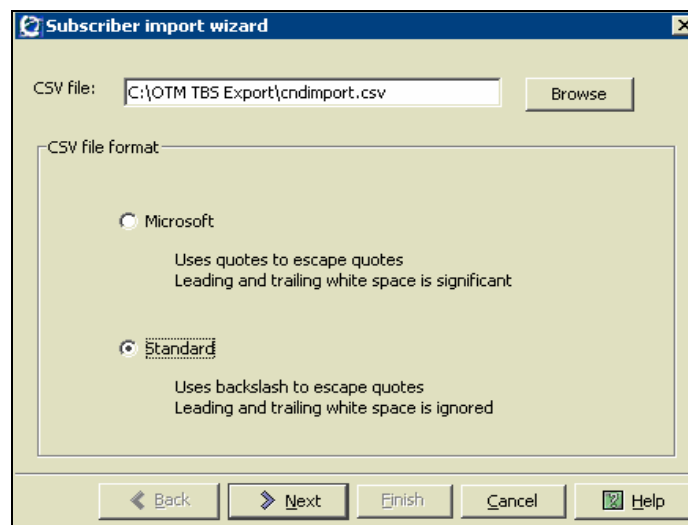 Subscriber import wizard
CSV file:
C:\OTM TBS Export\cndimport.csv
Browse
CSV file format
Microsoft
Uses quotes to escape quotes
Leading and trailing white space is significant
Standard
Uses backslash to escape quotes
Leading and trailing white space is ignored
Back
Next
Finish
Cancel
Help